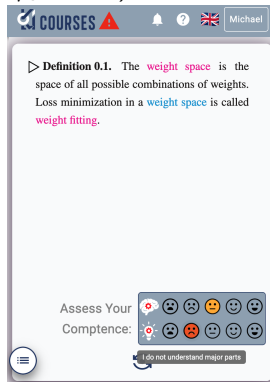 COURSES
Michael
Definition 0.1. The weight space is the
space of all possible combinations of weights.
Loss minimization in a weight space is called
weight fitting.
Assess Your
Comptence:
I do not understand major parts